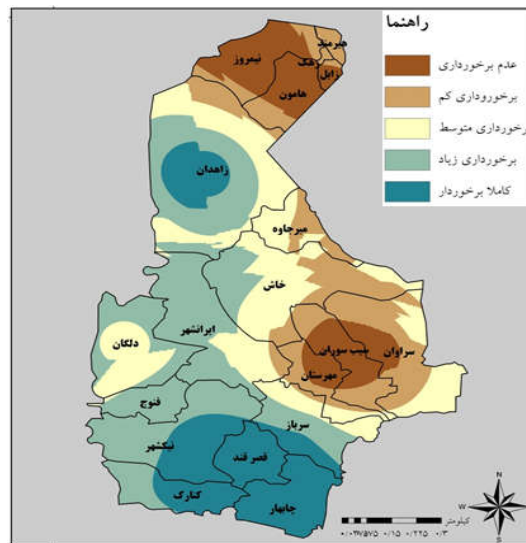 راهنما
عدم برخورداری
برخوروداری کم
برخورداری متوسط
برخورداری زیاد
کاملا برخوردار
هیرمند
نیمروز
زهک
زابل
هامون
زاهدان
میرجاوه
خاش
ایرانشهر
دلگان
سیب سوران
سراوان
مهرستان
فنوج
سرباز
نیکشهر
قصر قند
کنارک
چابهار
N
W
E
S
کیلومتر